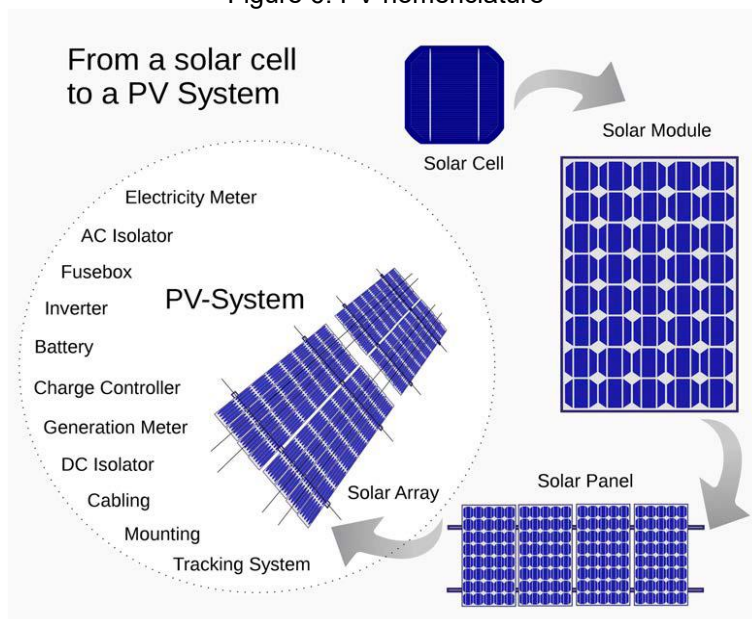 From a solar cell
to a PV System
Solar Cell
Solar Module
Electricity Meter
AC Isolator
Fusebox
Inverter
PV-System
Battery
Charge Controller
Generation Meter
DC Isolator
Cabling
Mounting
Tracking System
Solar Array
Solar Panel